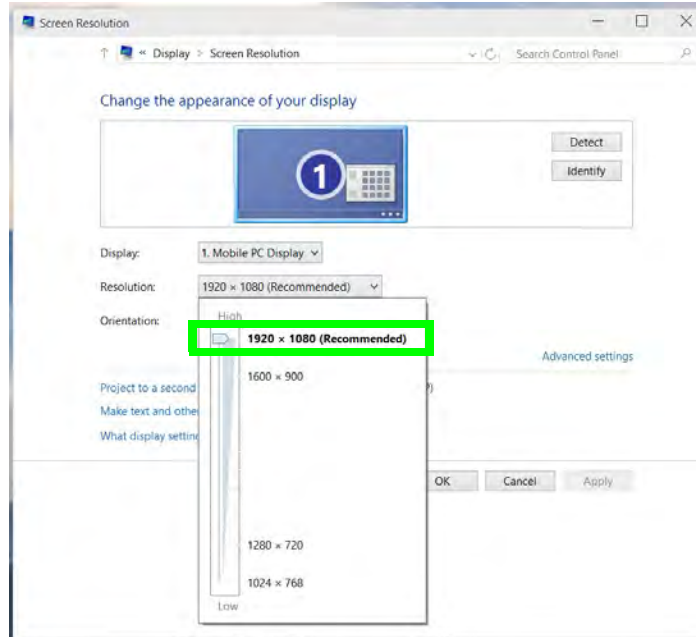 Screen Resolution
« Display > Screen Resolution
Search Control Panel
Change the appearance of your display
1
Detect
Identify
Display:
1. Mobile PC Display
Resolution:
1920 × 1080 (Recommended)
Orientation:
High
1920 × 1080 (Recommended)
Advanced settings
1600 × 900
Project to a second
)
Make text and othe
What display settin
OK
Cancel
Apply
1280 × 720
1024 × 768
Low